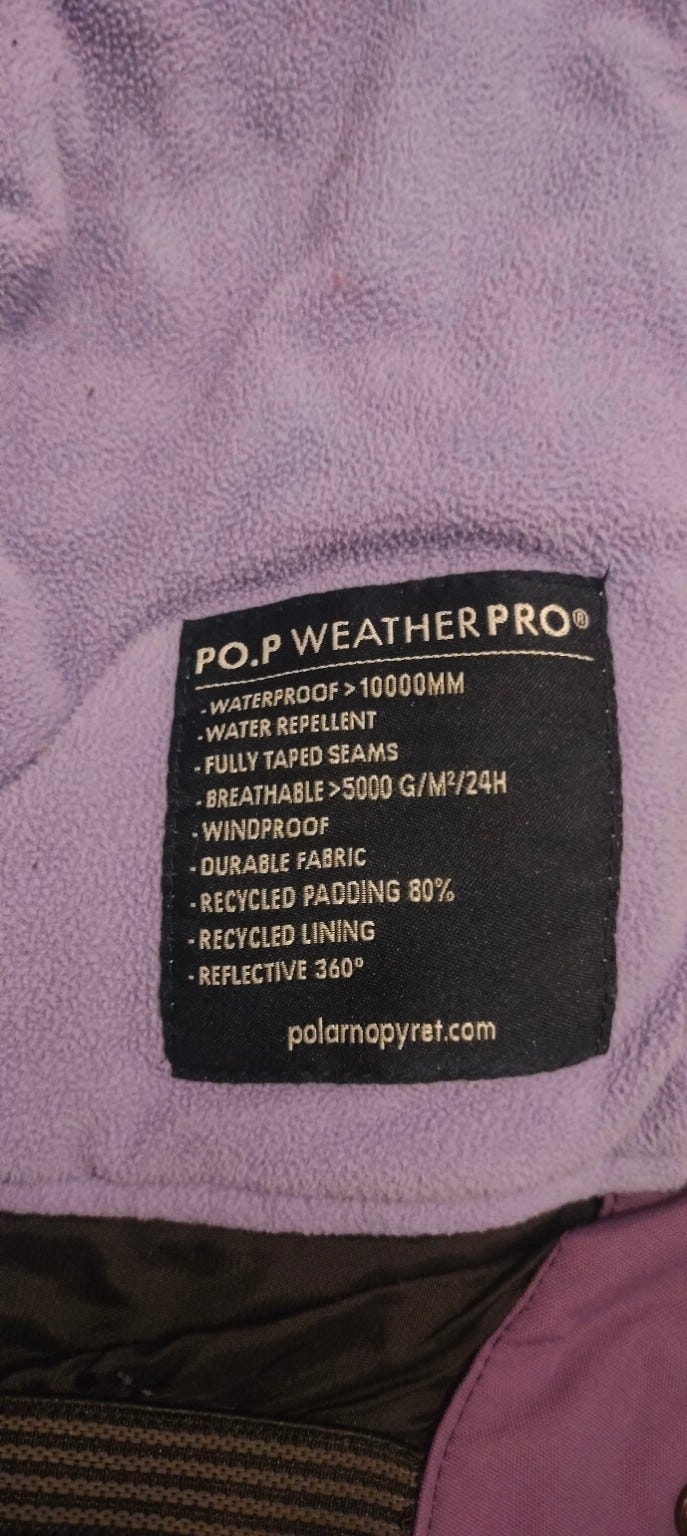 PO.P WEATHERPRO®
-WATERPROOF>10000MM
-WATER REPELLENT
-FULLY TAPED SEAMS
-BREATHABLE>5000 G/M²/24H
-WINDPROOF
-DURABLE FABRIC
-RECYCLED PADDING 80%
-RECYCLED LINING
-REFLECTIVE 360°
polarnopyret.com